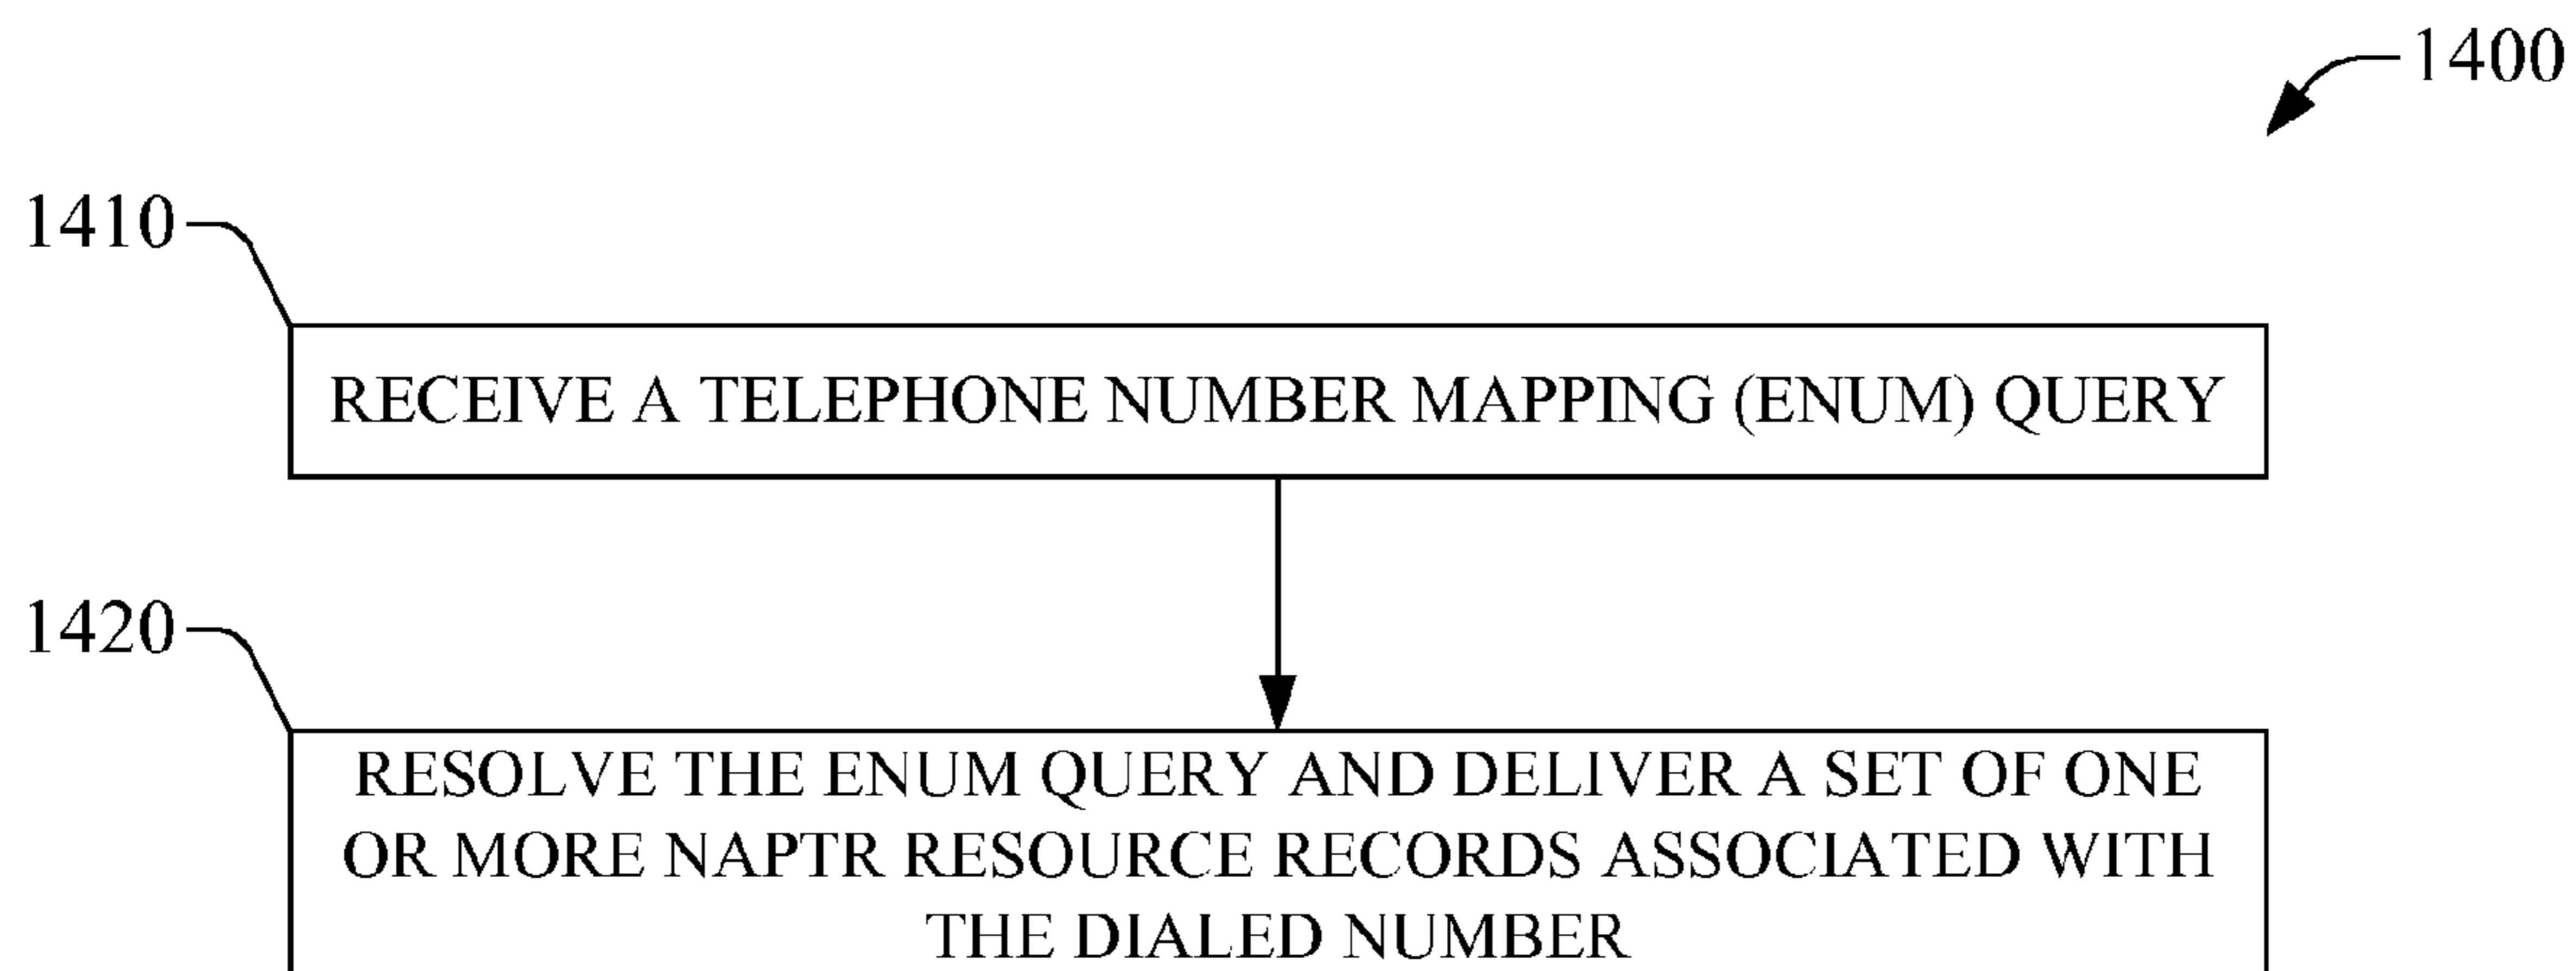 1400
1410
RECEIVE A TELEPHONE NUMBER MAPPING (ENUM) QUERY
1420
RESOLVE THE ENUM QUERY AND DELIVER A SET OF ONE
OR MORE NAPTR RESOURCE RECORDS ASSOCIATED WITH
THE DIALED NUMBER